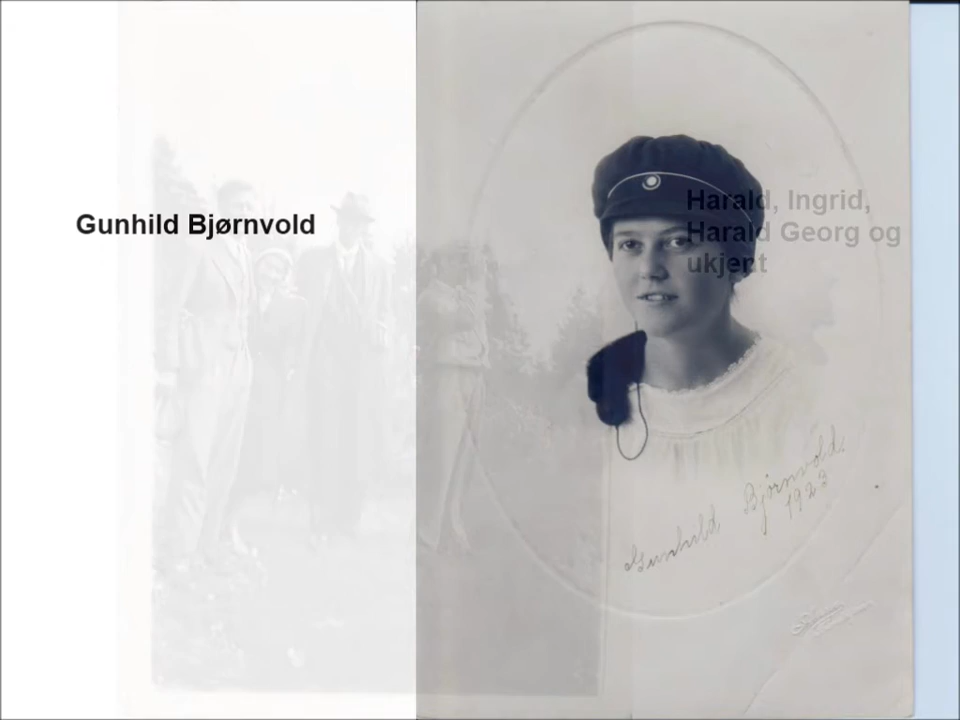 Gunhild Bjørnvold
Harald, Ingrid,
Harald Georg og
ukjent
Gunhild Bjørnvold.
1923